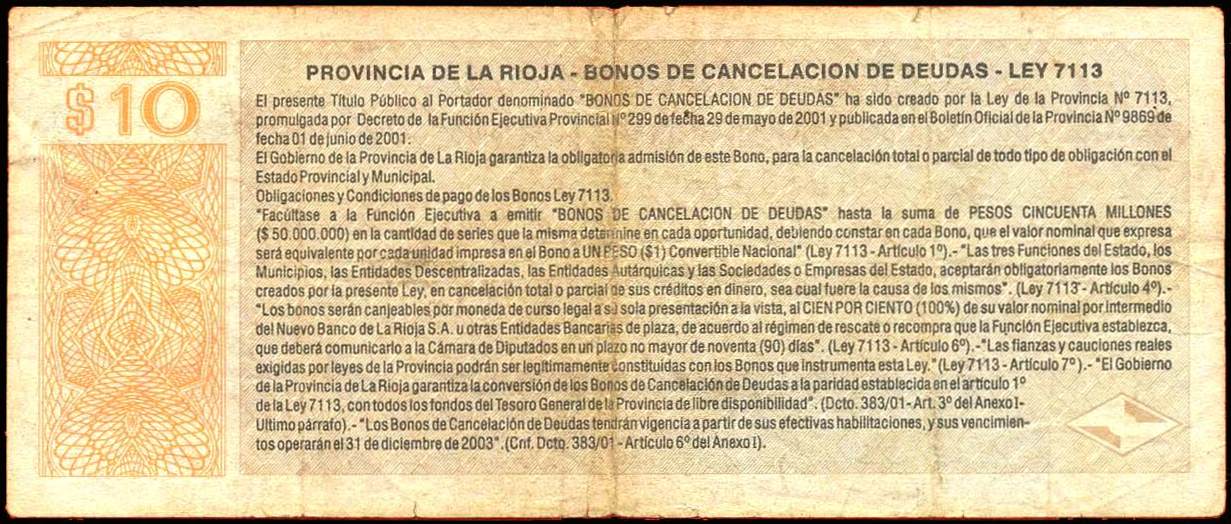 $ 10
PROVINCIA DE LA RIOJA - BONOS DE CANCELACION DE DEUDAS - LEY 7113
El presente Título Público al Portador denominado "BONOS DE CANCELACION DE DEUDAS" ha sido creado por la Ley de la Provincia Nº 7113,
promulgada por Decreto de la Función Ejecutiva Provincial Nº 299 de fecha 29 de mayo de 2001 y publicada en el Boletín Oficial de la Provincia Nº 9869 de
fecha 01 de junio de 2001.
El Gobierno de la Provincia de La Rioja garantiza la obligatoria admisión de este Bono, para la cancelación total o parcial de todo tipo de obligación con el
Estado Provincial y Municipal.
Obligaciones y Condiciones de pago de los Bonos Ley 7113.
"Facúltase a la Función Ejecutiva a emitir "BONOS DE CANCELACION DE DEUDAS" hasta la suma de PESOS CINCUENTA MILLONES
($ 50.000.000) en la cantidad de series que la misma determine en cada oportunidad, debiendo constar en cada Bono, que el valor nominal que expresa
será equivalente por cada unidad impresa en el Bono a UN PESO ($1) Convertible Nacional" (Ley 7113 - Artículo 1º).- "Las tres Funciones del Estado, los
Municipios, las Entidades Descentralizadas, las Entidades Autárquicas y las Sociedades o Empresas del Estado, aceptarán obligatoriamente los Bonos
creados por la presente Ley, en cancelación total o parcial de sus créditos en dinero, sea cual fuere la causa de los mismos". (Ley 7113 - Artículo 4º).-
"Los bonos serán canjeables por moneda de curso legal a su sola presentación a la vista, al CIEN POR CIENTO (100%) de su valor nominal por intermedio
del Nuevo Banco de La Rioja S.A. u otras Entidades Bancarias de plaza, de acuerdo al régimen de rescate o recompra que la Función Ejecutiva establezca,
que deberá comunicarlo a la Cámara de Diputados en un plazo no mayor de noventa (90) días". (Ley 7113 - Artículo 6º).-"Las fianzas y cauciones reales
exigidas por leyes de la Provincia podrán ser legítimamente constituidas con los Bonos que instrumenta esta Ley." (Ley 7113 - Artículo 7º ).- "El Gobierno
de la Provincia de La Rioja garantiza la conversión de los Bonos de Cancelación de Deudas a la paridad establecida en el artículo 1º
de la Ley 7113, con todos los fondos del Tesoro General de la Provincia de libre disponibilidad". (Dcto. 383/01- Art. 3º del Anexo I-
Ultimo párrafo).- "Los Bonos de Cancelación de Deudas tendrán vigencia a partir de sus efectivas habilitaciones, y sus vencimien-
tos operarán el 31 de diciembre de 2003". (Cnf. Dcto. 383/01 - Artículo 6º del Anexo I).